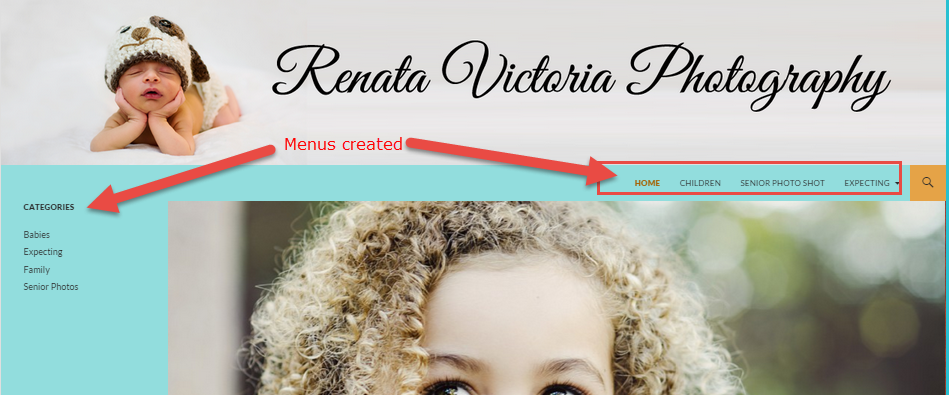 Renata Victoria Photography
Menus created
HOME CHILDREN SENIOR PHOTO SHOT EXPECTING
CATEGORIES
Babies
Expecting
Family
Senior Photos